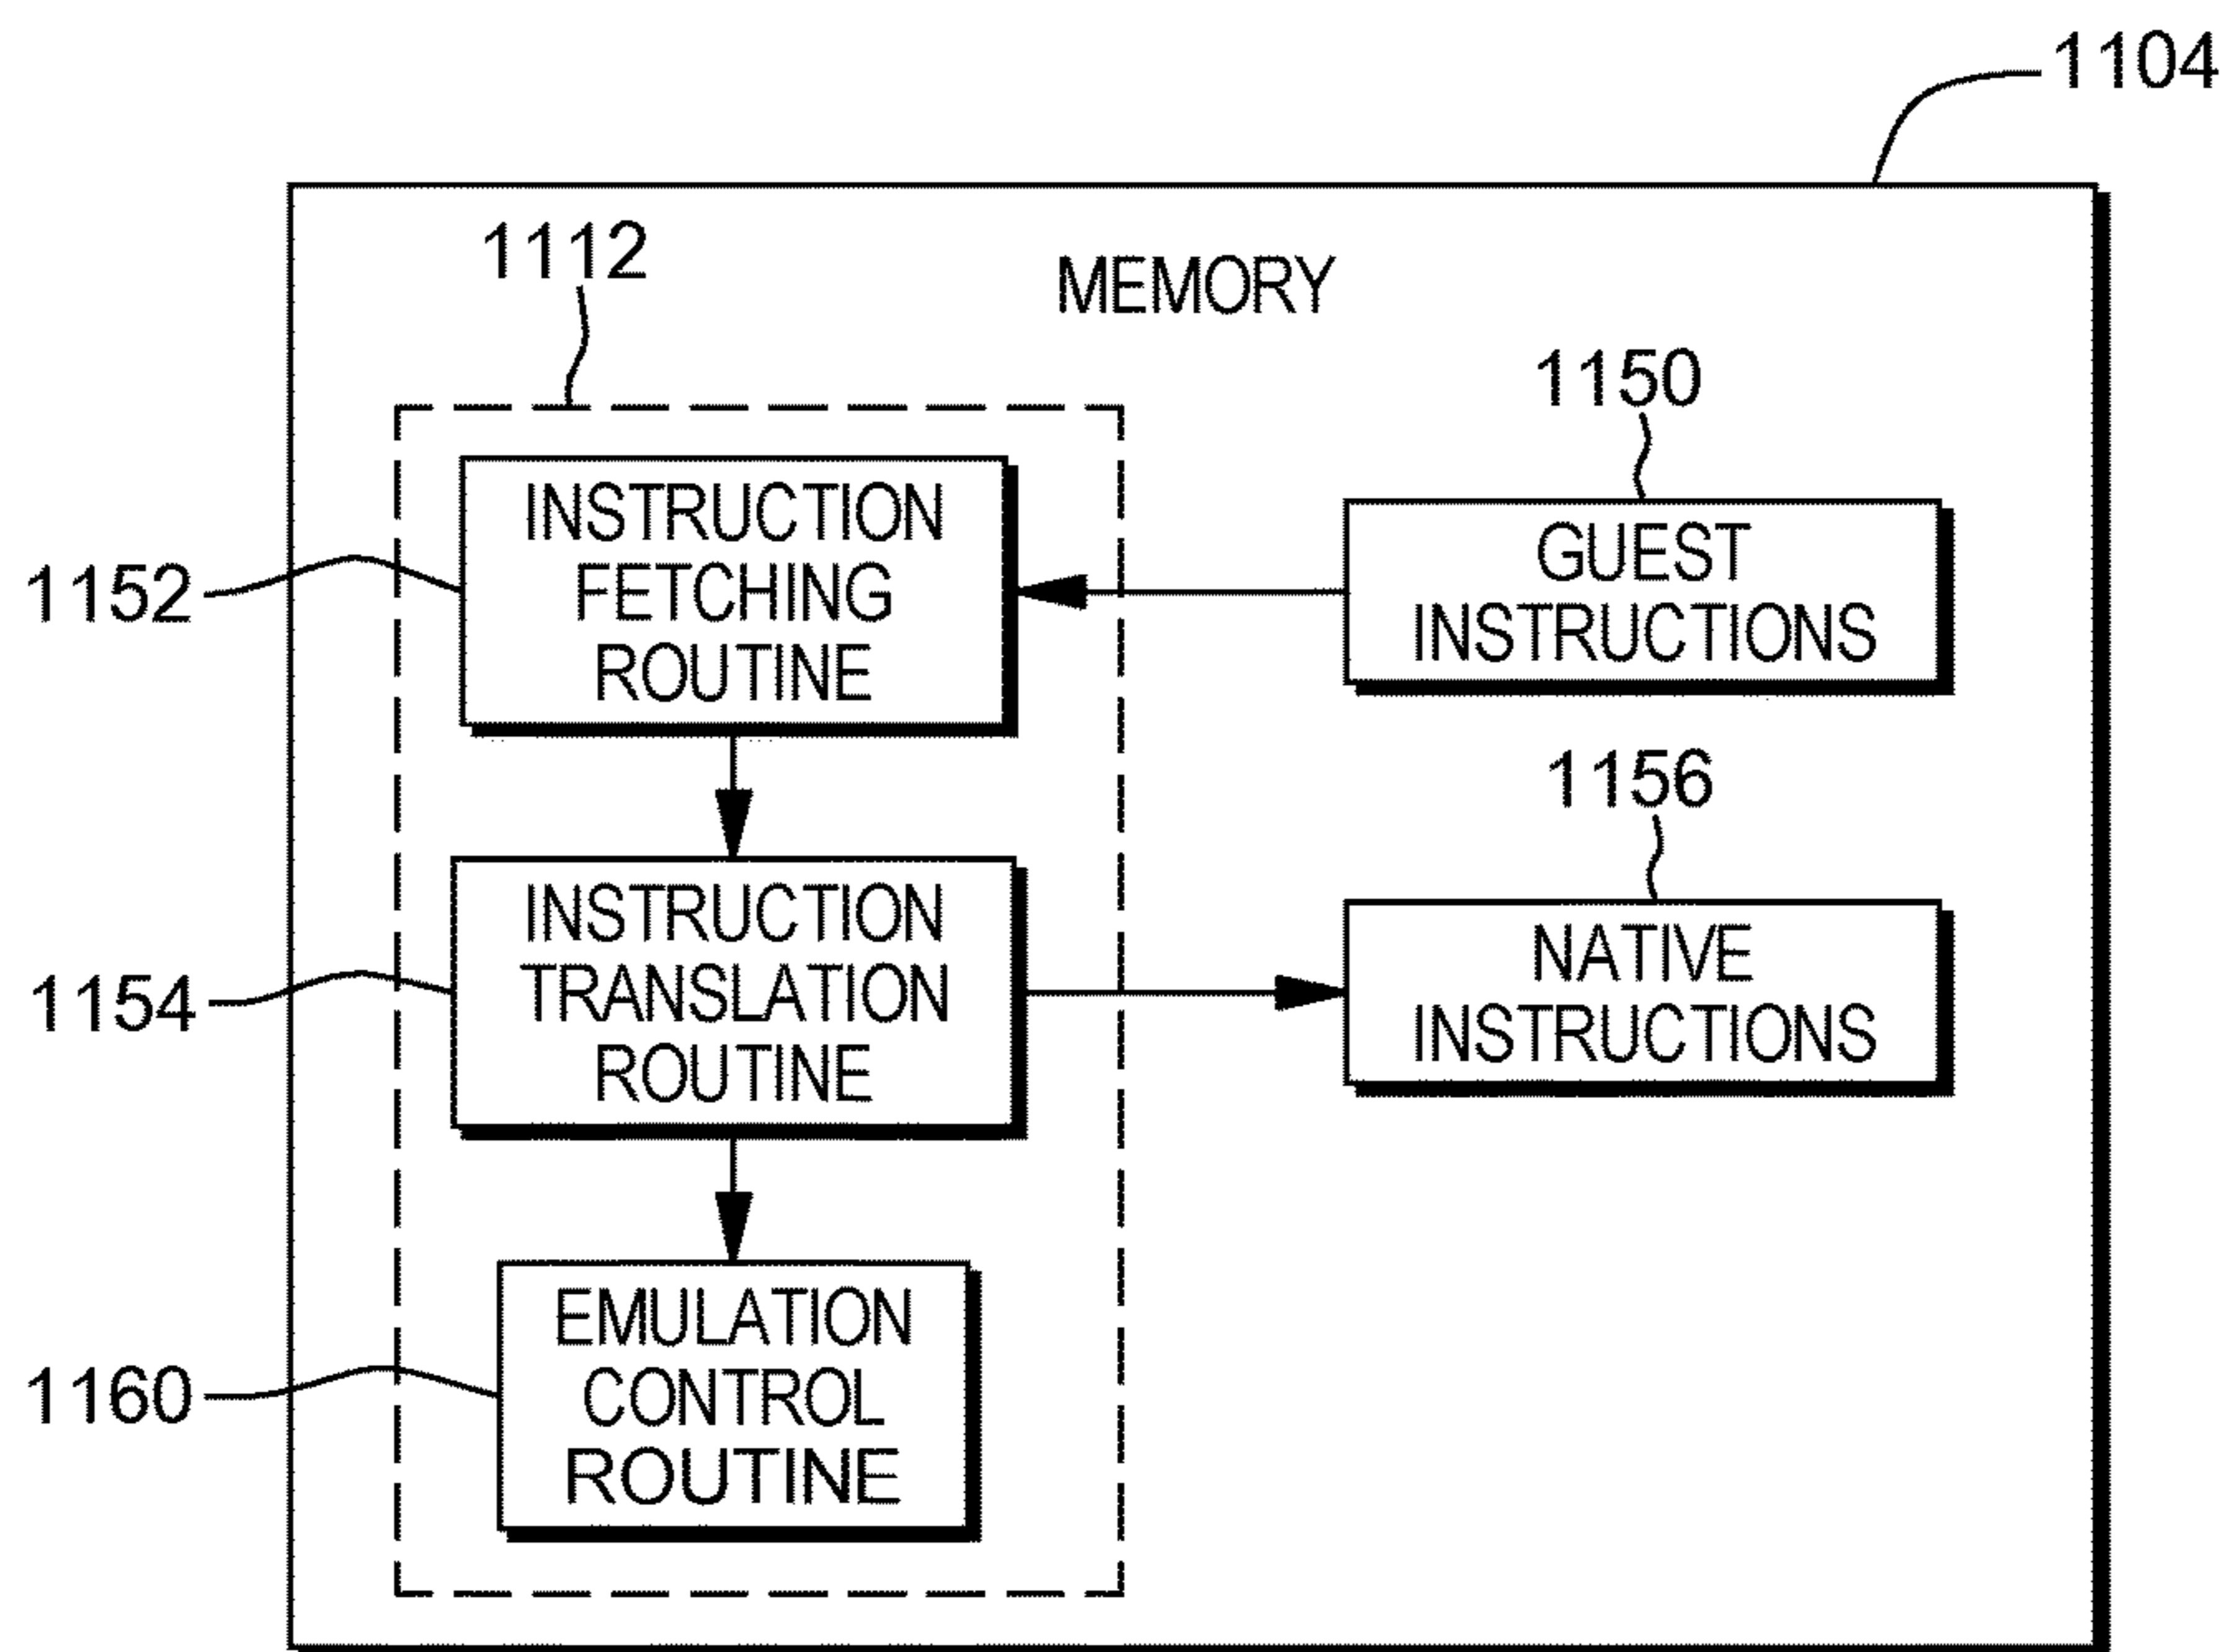 1104
MEMORY
1112
INSTRUCTION
FETCHING
ROUTINE
1152
1150
GUEST
INSTRUCTIONS
INSTRUCTION
TRANSLATION
ROUTINE
1154
1156
NATIVE
INSTRUCTIONS
EMULATION
CONTROL
ROUTINE
1160